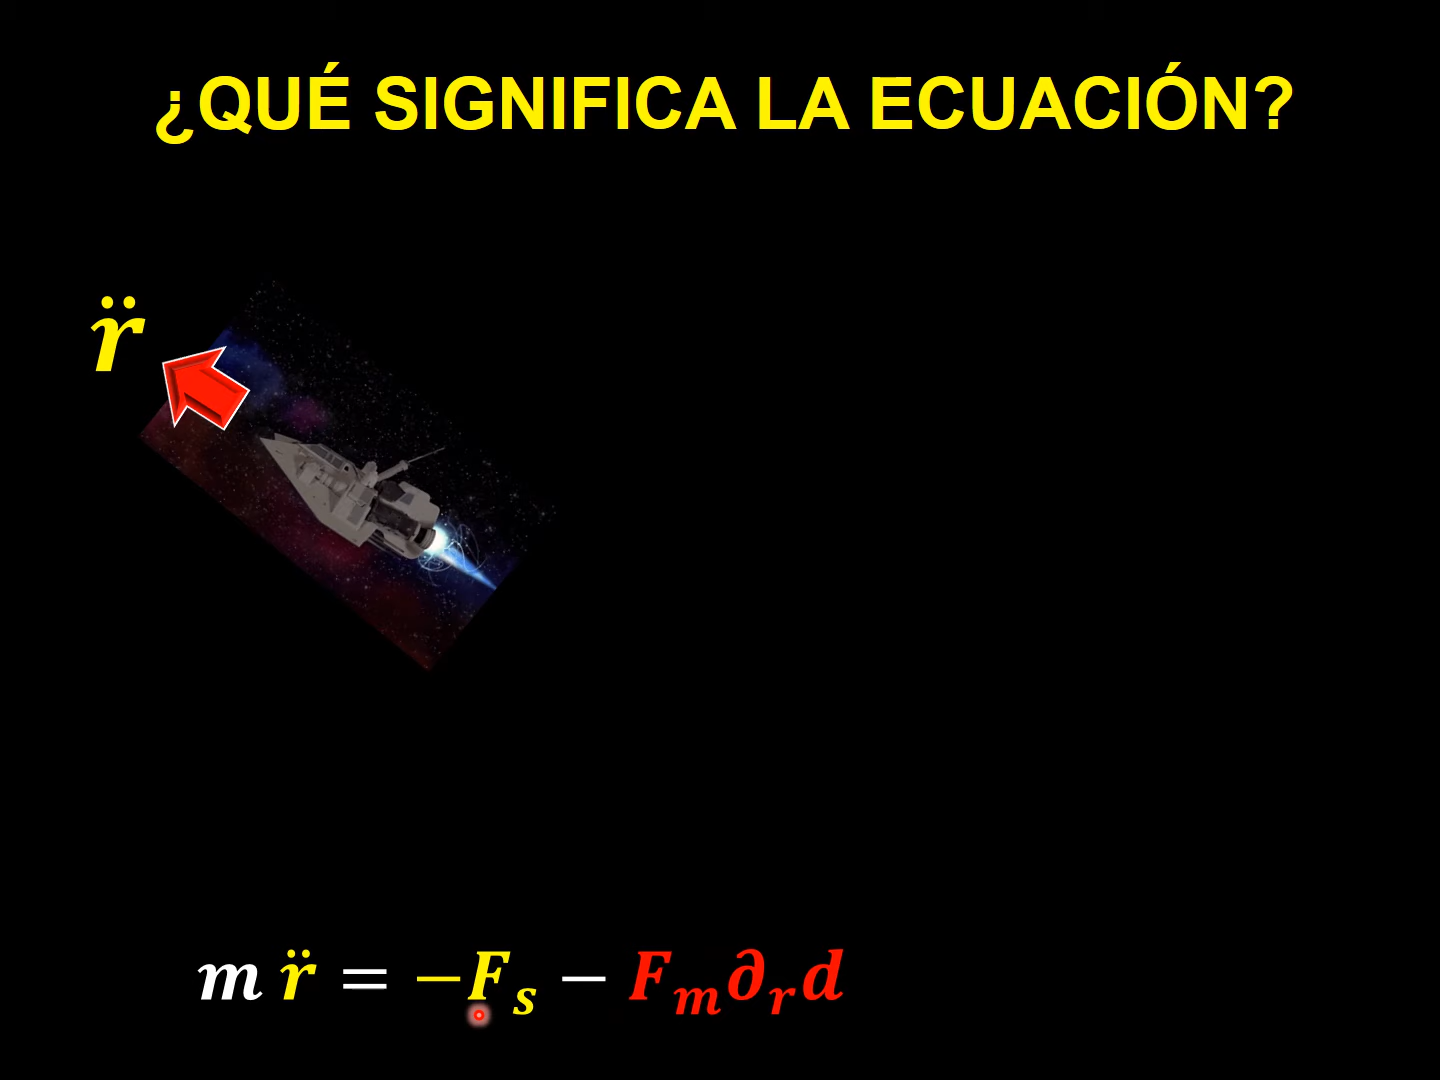 ¿QUÉ SIGNIFICA LA ECUACIÓN?
r̈
m r̈ = −Fₛ − Fₘ∂ᵣd